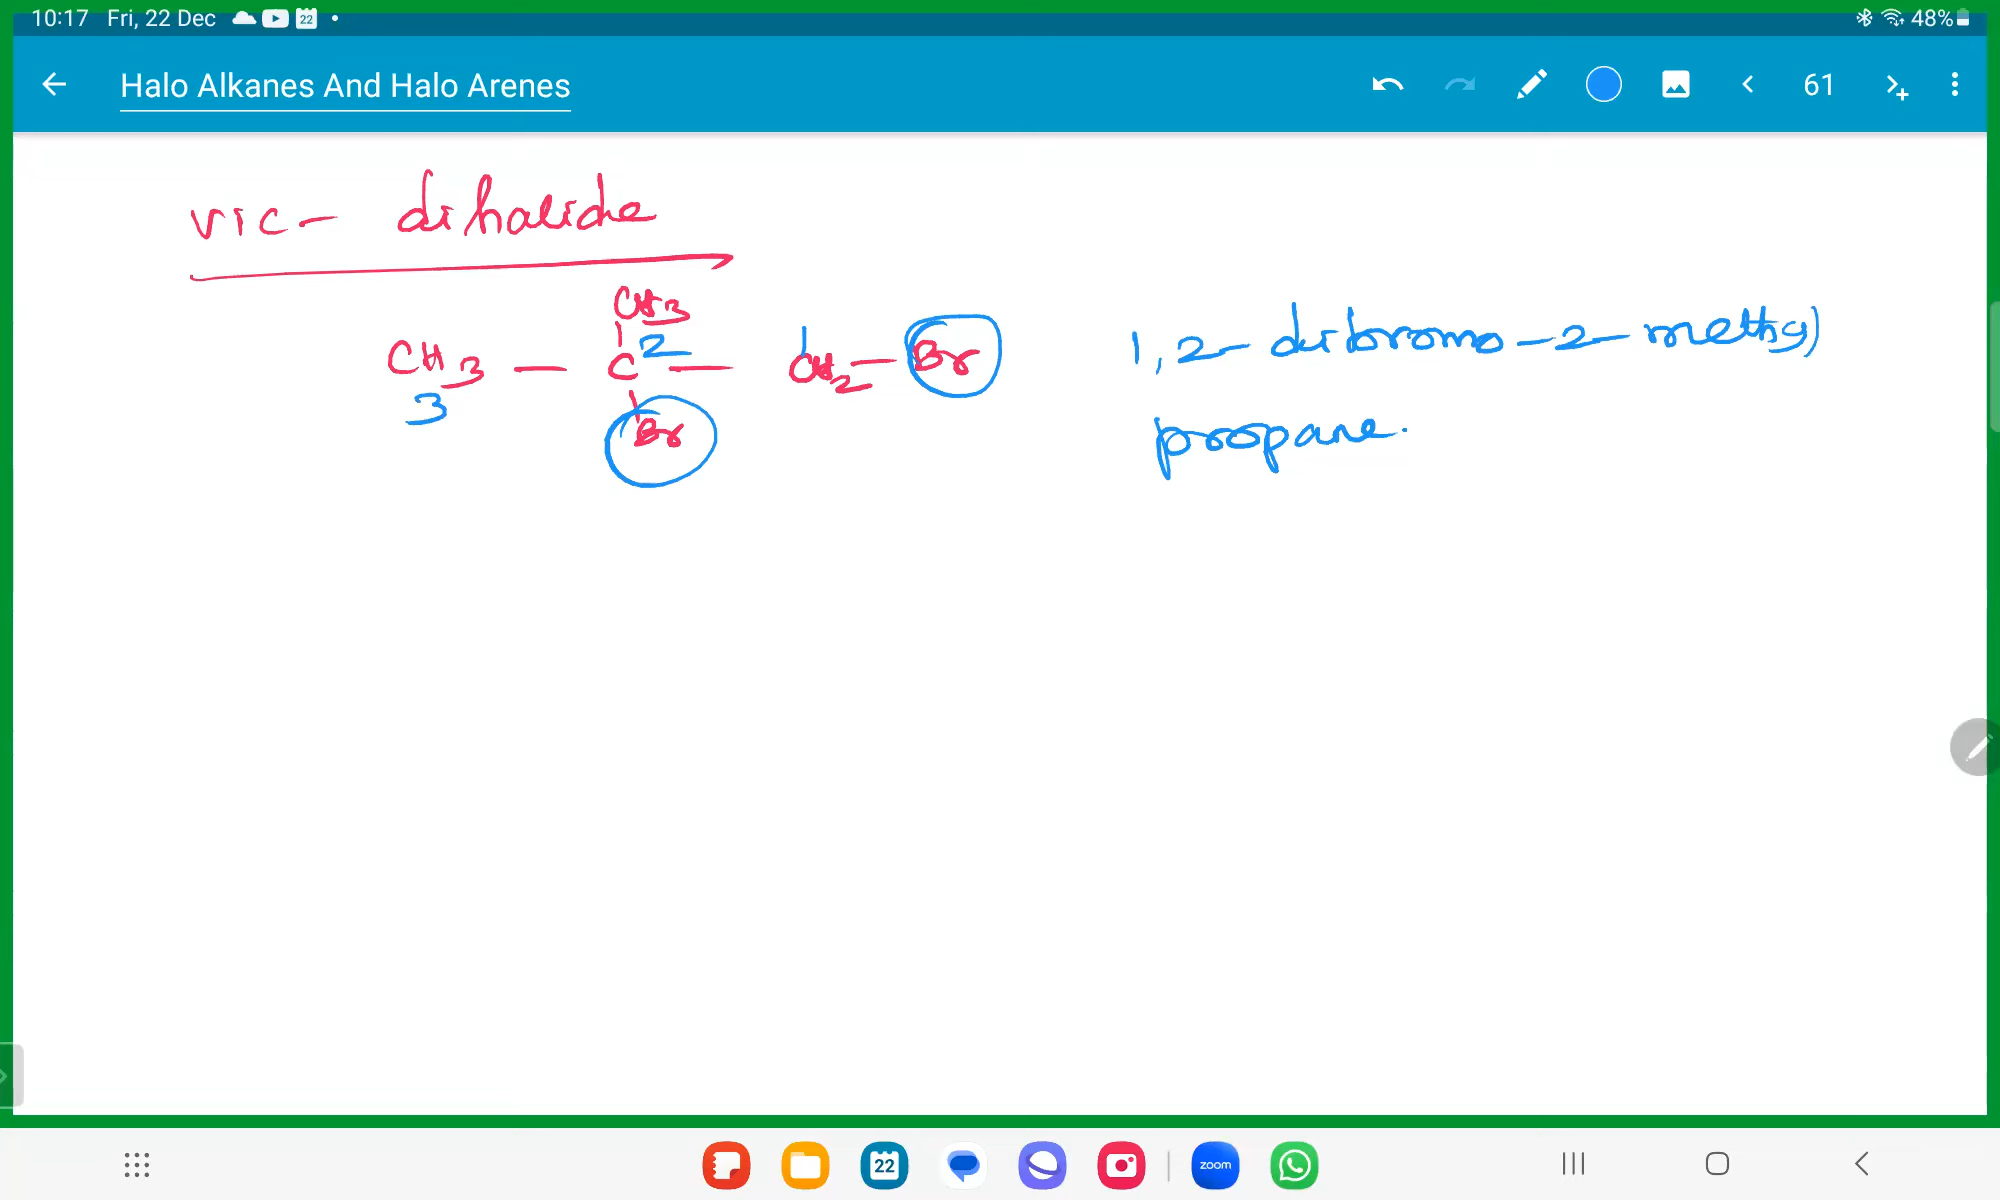 10:17 Fri, 22 Dec 22 48%
Halo Alkanes And Halo Arenes 61
vic- dihalide
CH3
CH3 — C 2 — CH2 — Br
3 1
Br
1,2- dibromo-2-methyl
propane.
22 zoom